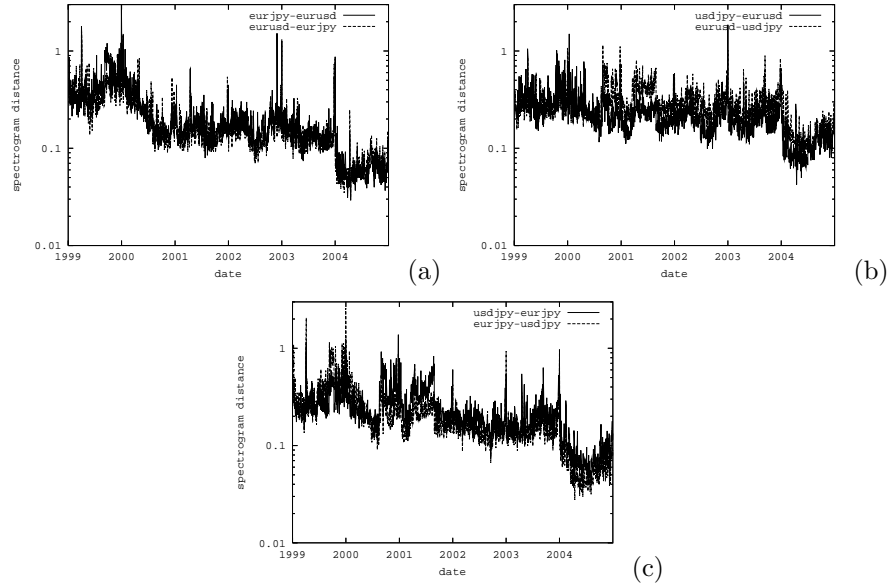 usdjpy-eurusd
eurjpy-eurusd
eurusd-eurjpy
1
0.1
0.01
spectrogram distance
1999 2000 2001 2002 2003 2004
date
(a)
usdjpy-eurusd
eurusd-usdjpy
1
0.1
0.01
spectrogram distance
1999 2000 2001 2002 2003 2004
date
(b)
usdjpy-eurjpy
eurjpy-usdjpy
1
0.1
0.01
spectrogram distance
1999 2000 2001 2002 2003 2004
date
(c)